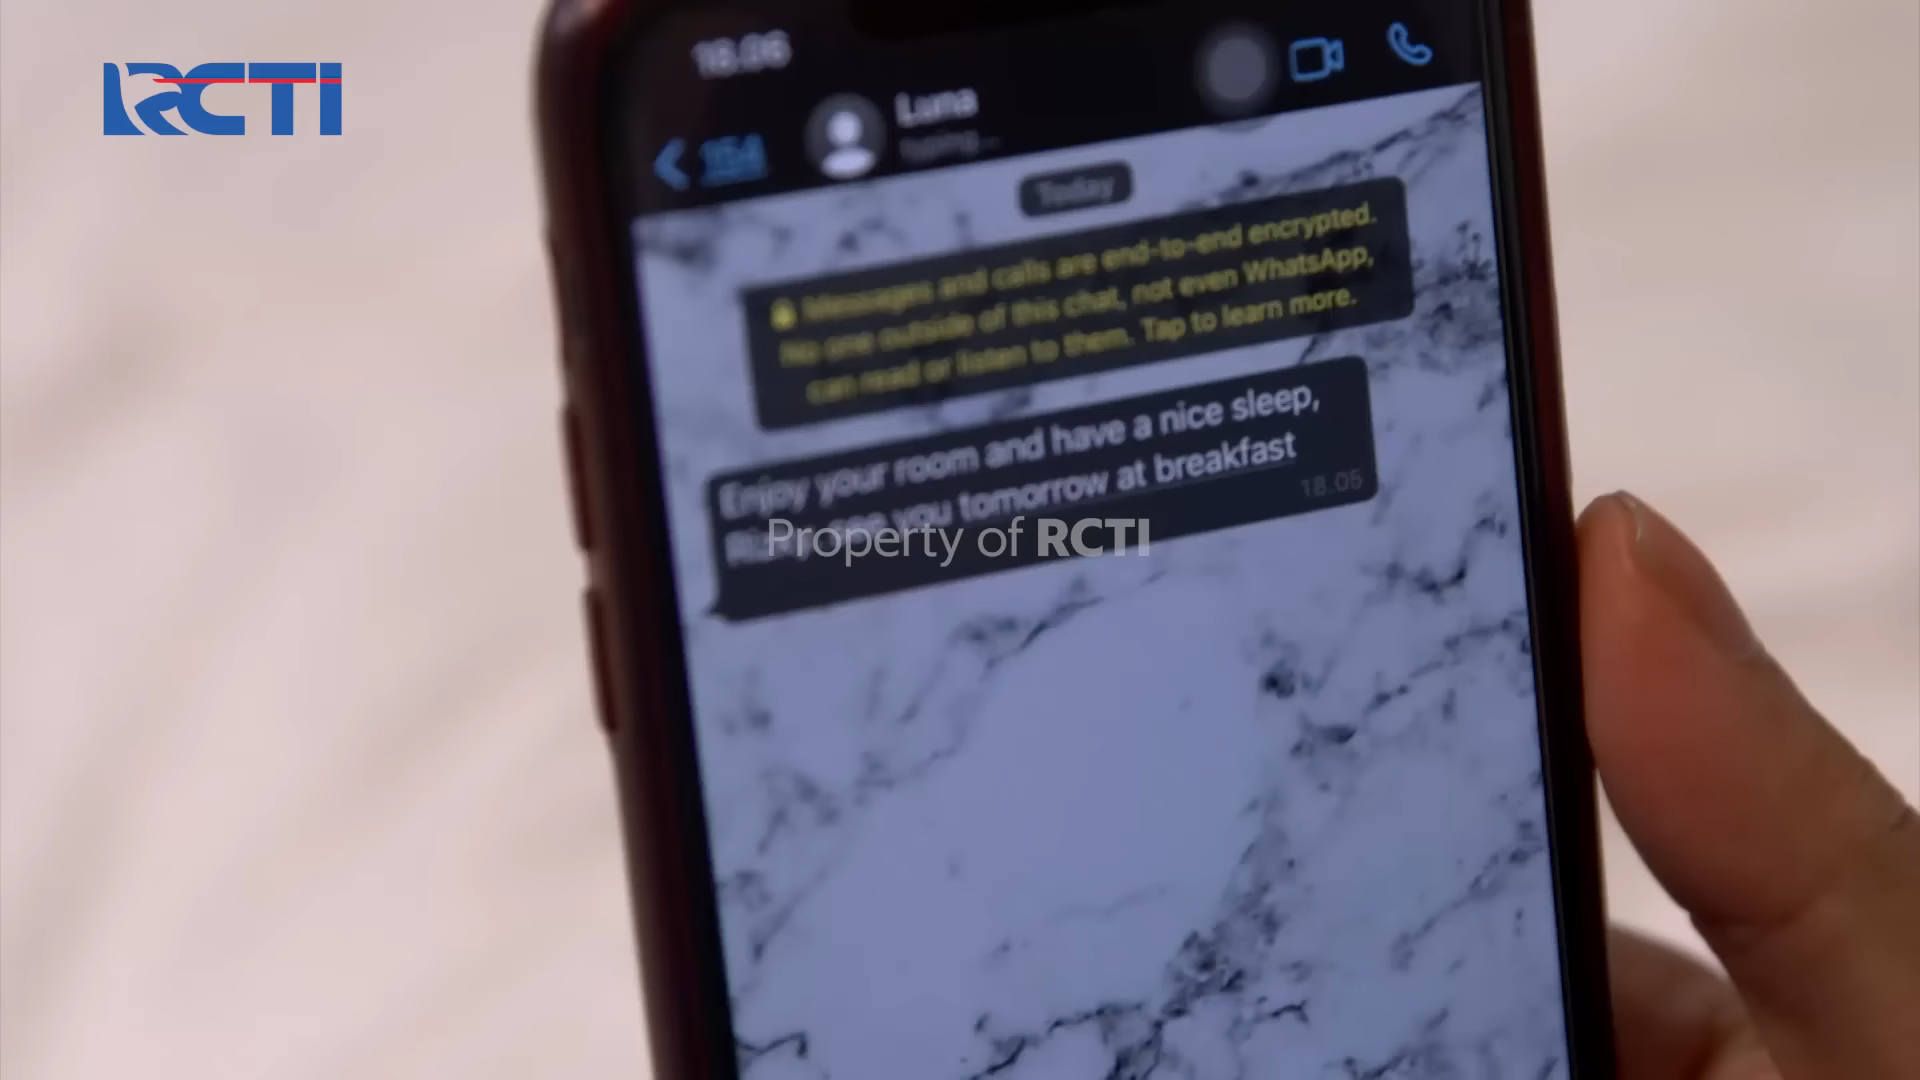 RCTI
18.06
Luna
typing...
154
Today
Messages and calls are end-to-end encrypted.
No one outside of this chat, not even WhatsApp,
can read or listen to them. Tap to learn more.
Enjoy your room and have a nice sleep,
see you tomorrow at breakfast
18.05
Property of RCTI